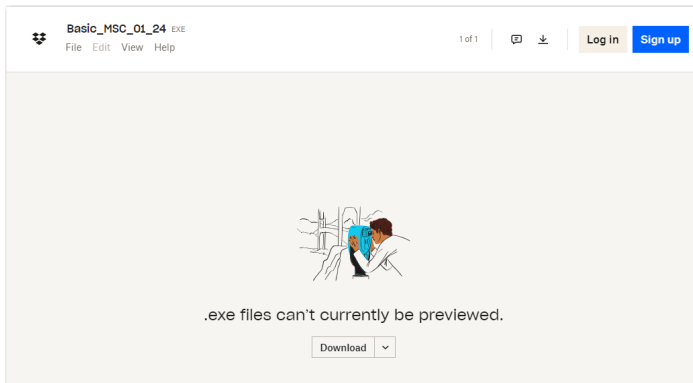 Basic_MSC_01_24 EXE
File Edit View Help
1 of 1
Log in
Sign up
.exe files can't currently be previewed.
Download